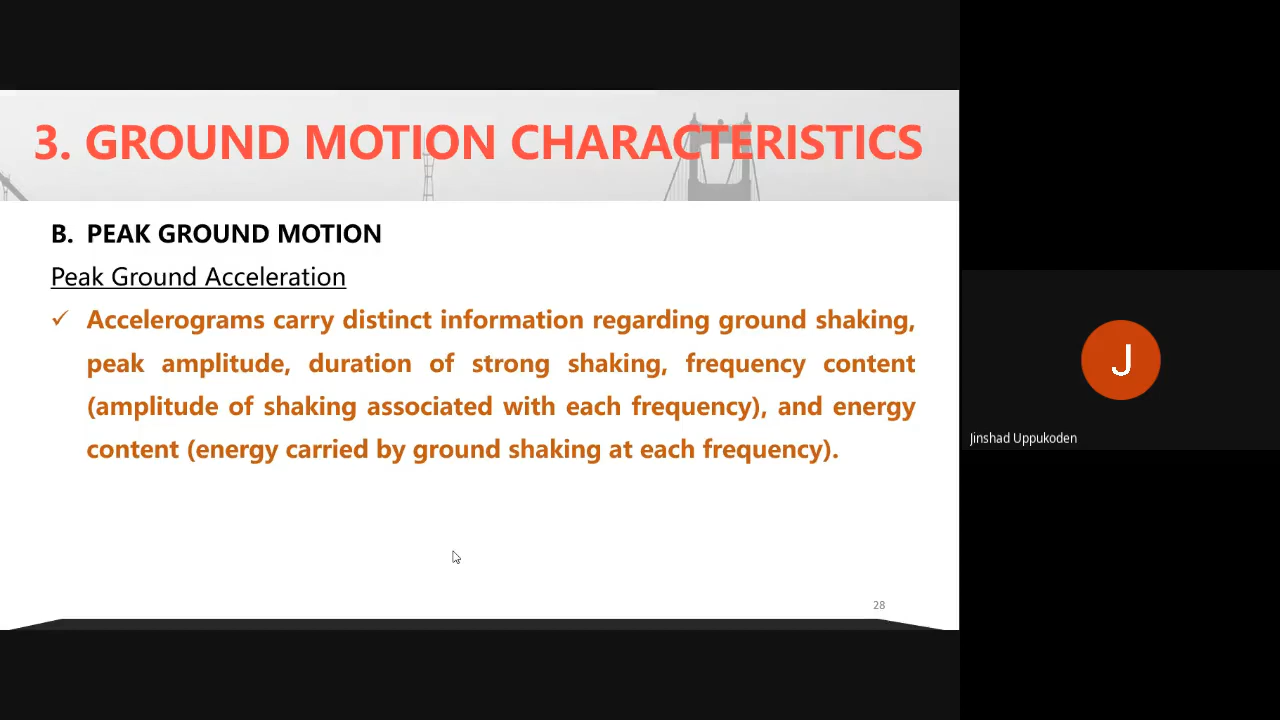 3. GROUND MOTION CHARACTERISTICS
B. PEAK GROUND MOTION
Peak Ground Acceleration
✓ Accelerograms carry distinct information regarding ground shaking,
peak amplitude, duration of strong shaking, frequency content
(amplitude of shaking associated with each frequency), and energy
content (energy carried by ground shaking at each frequency).
28
J
Jinshad Uppukoden